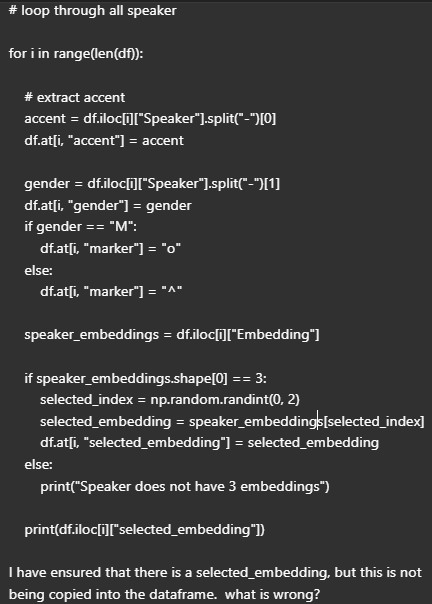 # loop through all speaker
for i in range(len(df)):
# extract accent
accent = df.iloc[i]["Speaker"].split("-")[0]
df.at[i, "accent"] = accent
gender = df.iloc[i]["Speaker"].split("-")[1]
df.at[i, "gender"] = gender
if gender == "M":
df.at[i, "marker"] = "o"
else:
df.at[i, "marker"] = "^"
speaker_embeddings = df.iloc[i]["Embedding"]
if speaker_embeddings.shape[0] == 3:
selected_index = np.random.randint(0, 2)
selected_embedding = speaker_embeddings[selected_index]
df.at[i, "selected_embedding"] = selected_embedding
else:
print("Speaker does not have 3 embeddings")
print(df.iloc[i]["selected_embedding"])
I have ensured that there is a selected_embedding, but this is not
being copied into the dataframe.  what is wrong?